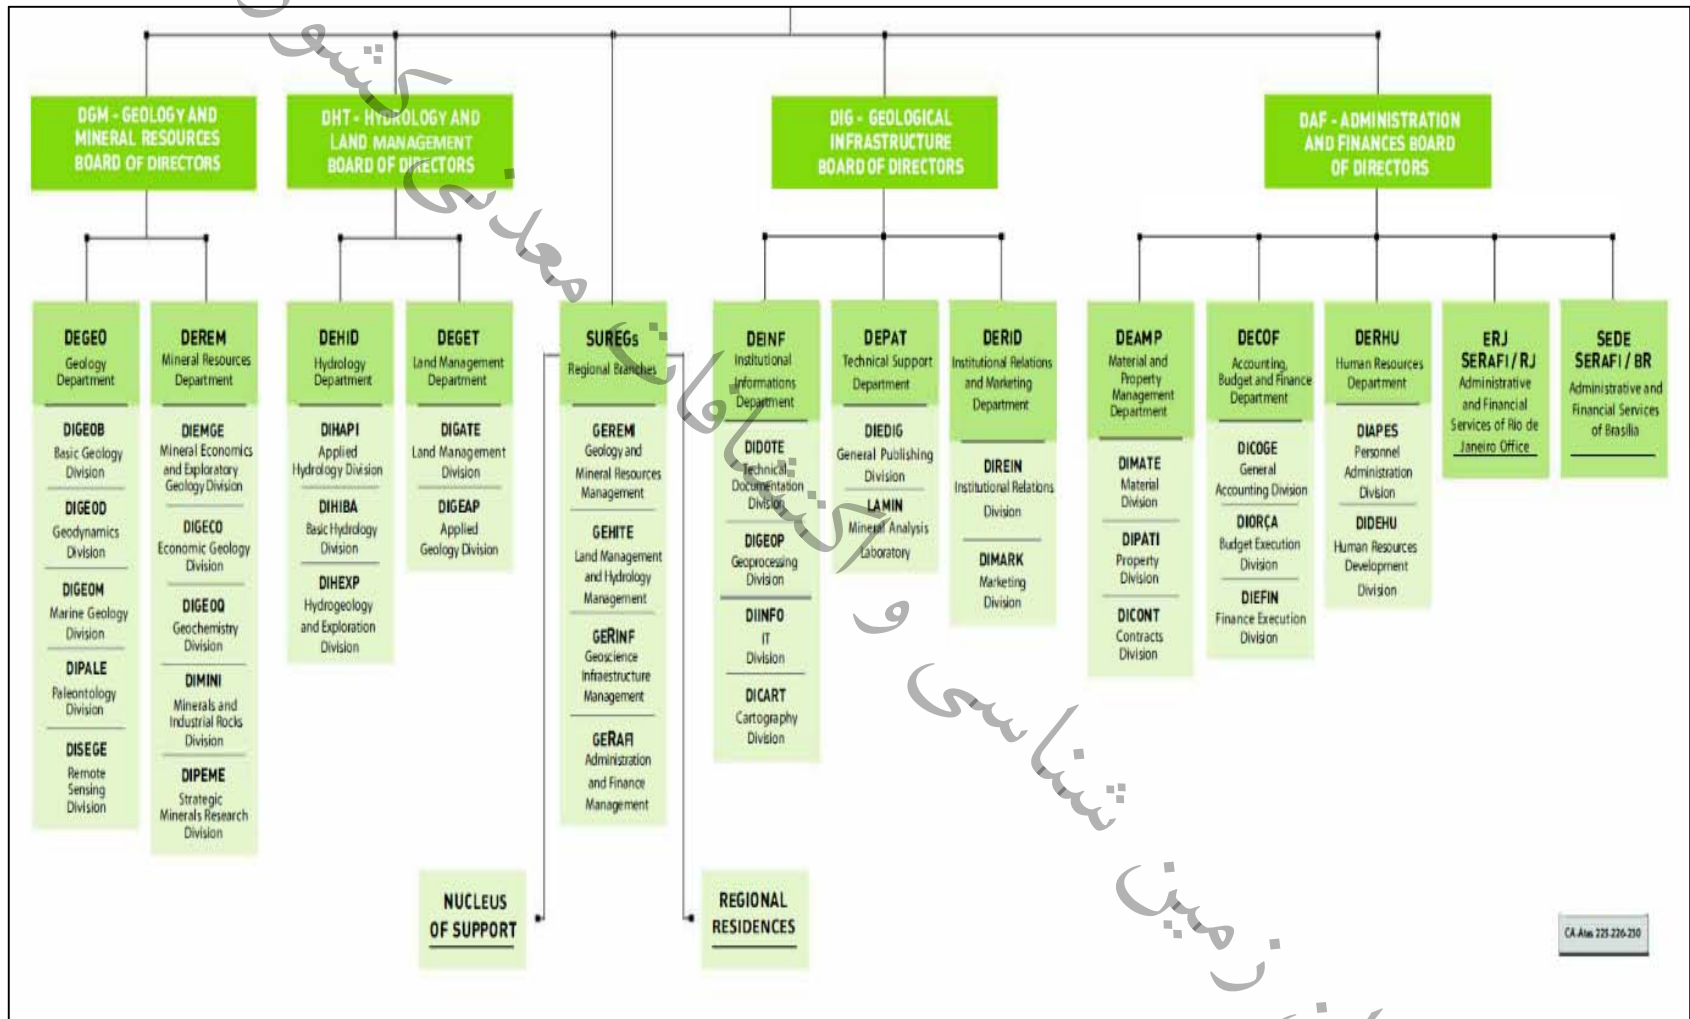 DGM - GEOLOGY AND
MINERAL RESOURCES
BOARD OF DIRECTORS
DHT - HYDROLOGY AND
LAND MANAGEMENT
BOARD OF DIRECTORS
DIG - GEOLOGICAL
INFRASTRUCTURE
BOARD OF DIRECTORS
DAF - ADMINISTRATION
AND FINANCES BOARD
OF DIRECTORS
DEGEO
Geology
Department
DIGEOB
Basic Geology
Division
DIGEOD
Geodynamics
Division
DIGEOM
Marine Geology
Division
DIPALE
Paleontology
Division
DISEGE
Remote
Sensing
Division
DEREM
Mineral Resources
Department
DIEMGE
Mineral Economics
and Exploratory
Geology Division
DIGECO
Economic Geology
Division
DIGEOQ
Geochemistry
Division
DIMINI
Minerals and
Industrial Rocks
Division
DIPEME
Strategic
Minerals Research
Division
DEHID
Hydrology
Department
DIHAPI
Applied
Hydrology Division
DIHIBA
Basic Hydrology
Division
DIHEXP
Hydrogeology
and Exploration
Division
DEGET
Land Management
Department
DIGATE
Land Management
Division
DIGEAP
Applied
Geology Division
SUREGs
Regional Branches
GEREMI
Geology and
Mineral Resources
Management
GEHITE
Land Management
and Hydrology
Management
GERINF
Geoscience
Infraestructure
Management
GERAFI
Administration
and Finance
Management
NUCLEUS
OF SUPPORT
REGIONAL
RESIDENCES
DEINF
Institutional
Informations
Department
DIDOTE
Technical
Documentation
Division
DIGEOP
Geoprocessing
Division
DIINFO
IT
Division
DICART
Cartography
Division
DEPAT
Technical Support
Department
DIEDIG
General Publishing
Division
LAMIN
Mineral Analysis
Laboratory
DERID
Institutional Relations
and Marketing
Department
DIREIN
Institutional Relations
Division
DIMARK
Marketing
Division
DEAMP
Material and
Property
Management
Department
DIMATE
Material
Division
DIPATI
Property
Division
DICONT
Contracts
Division
DECOF
Accounting,
Budget and Finance
Department
DICOGE
General
Accounting Division
DIORÇA
Budget Execution
Division
DIEFIN
Finance Execution
Division
DERHU
Human Resources
Department
DIAPES
Personnel
Administration
Division
DIDEHU
Human Resources
Development
Division
ERJ
SERAFI / RJ
Administrative
and Financial
Services of Rio de
Janeiro Office
SEDE
SERAFI / BR
Administrative and
Financial Services
of Brasília
CA-Atas 225-226-230
زمین شناسی و اکتشافات معدنی کشور